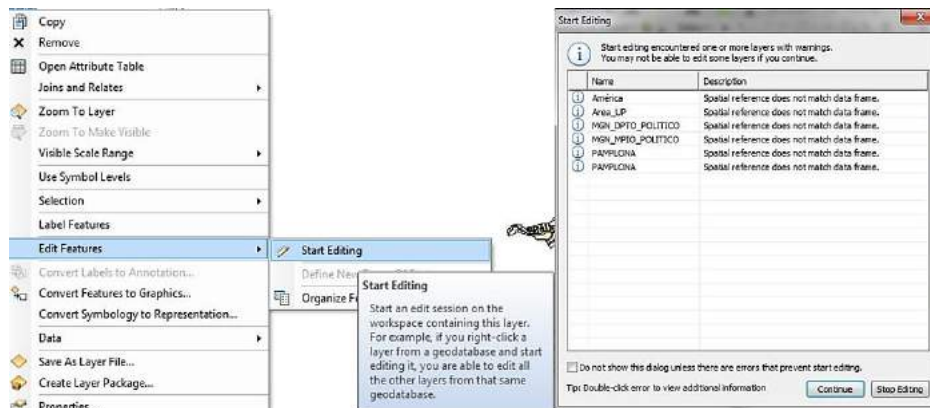 Copy
Remove
Open Attribute Table
Joins and Relates
Zoom To Layer
Zoom To Make Visible
Visible Scale Range
Use Symbol Levels
Selection
Label Features
Edit Features
Convert Labels to Annotation...
Convert Features to Graphics...
Convert Symbology to Representation...
Data
Save As Layer File...
Create Layer Package...
Properties
Start Editing
Define New
Organize F
Start Editing
Start an edit session on the
workspace containing this layer.
For example, if you right-click a
layer from a geodatabase and start
editing it, you are able to edit all
the other layers from that same
geodatabase.
Start Editing
Start editing encountered one or more layers with warnings.
You may not be able to edit some layers if you continue.
Name Description
América Spatial reference does not match data frame.
Area_UP Spatial reference does not match data frame.
MGN_DPTO_POLITICO Spatial reference does not match data frame.
MGN_MPIO_POLITICO Spatial reference does not match data frame.
PAMPLONA Spatial reference does not match data frame.
PAMPLONA Spatial reference does not match data frame.
Do not show this dialog unless there are errors that prevent start editing.
Tip: Double-click error to view additional information
Continue Stop Editing